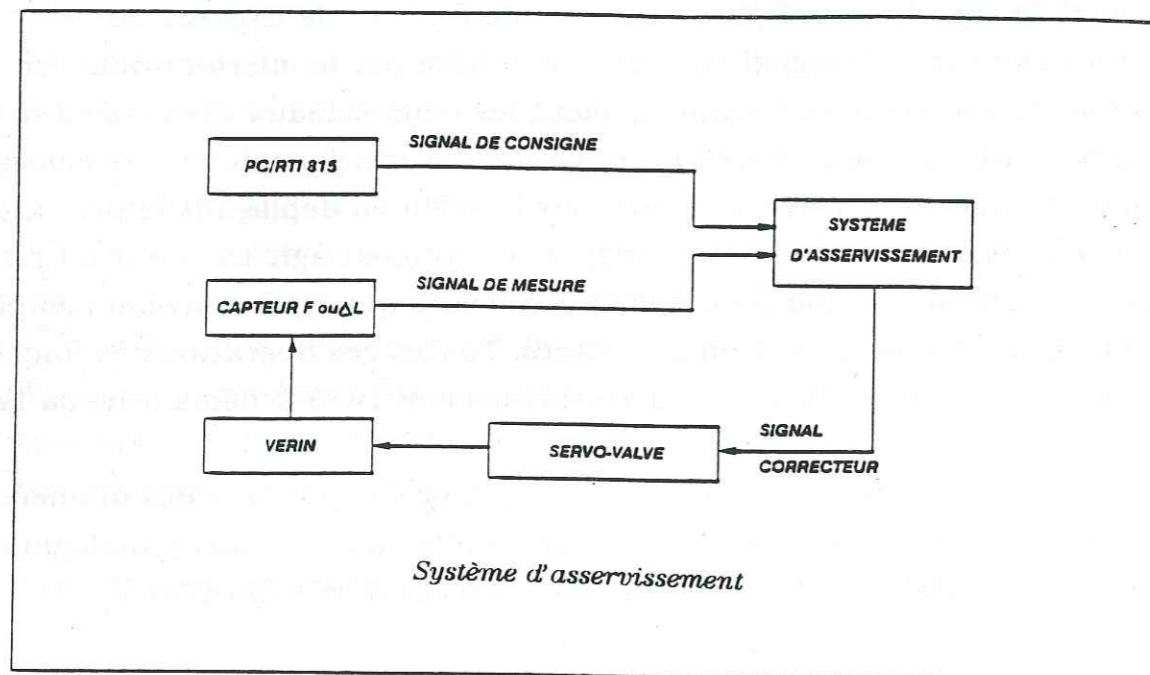 SIGNAL DE CONSIGNE
PC/RTI 815
SYSTEME
D'ASSERVISSEMENT
SIGNAL DE MESURE
CAPTEUR F ouΔL
SIGNAL
VERIN
SERVO-VALVE
CORRECTEUR
Système d'asservissement